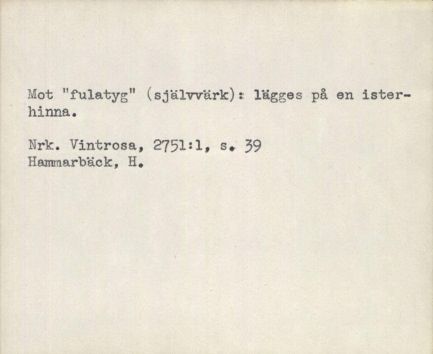 Mot "fulatyg" (självvärk): lägges på en ister-
hinna.
Nrk. Vintrosa, 2751:1, s. 39
Hammarbäck, H.